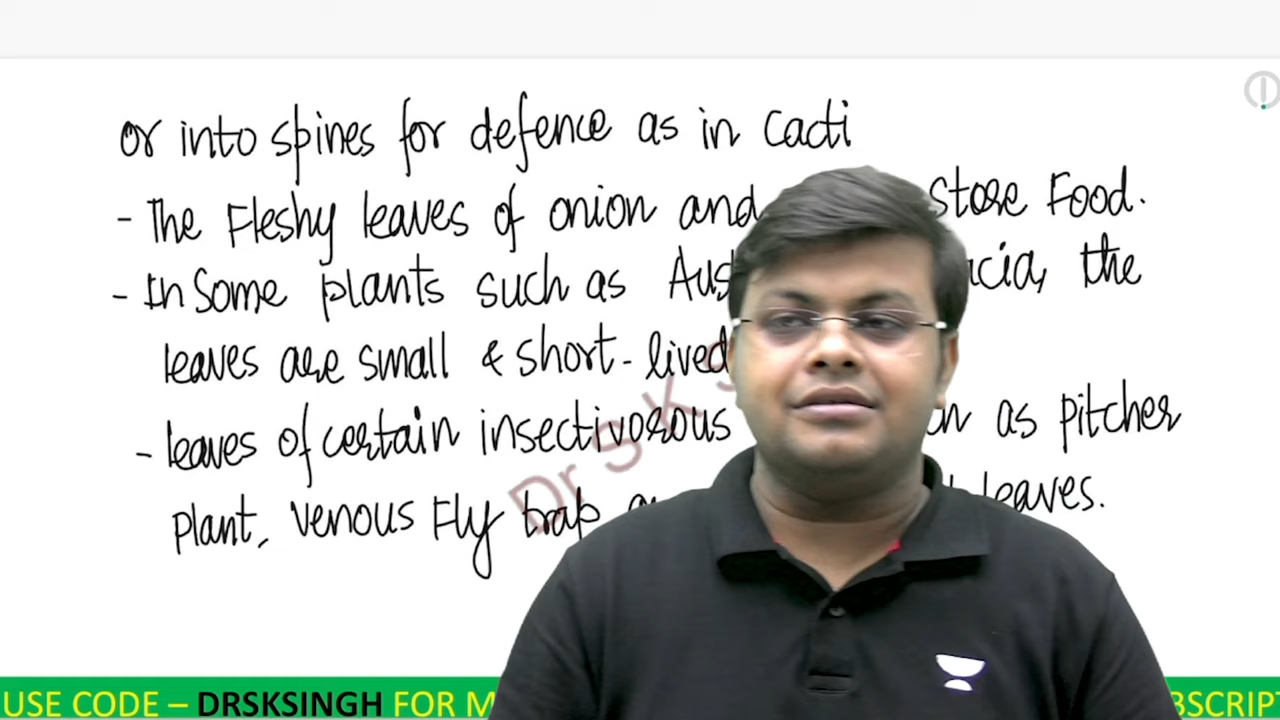 or into spines for defence as in cacti
- The Fleshy leaves of onion and store Food.
- In Some plants such as the
leaves are small & short-lived
- leaves of certain insectivorous as pitcher
plant, venous Fly trap leaves.
Dr S K
USE CODE – DRSKSINGH FOR